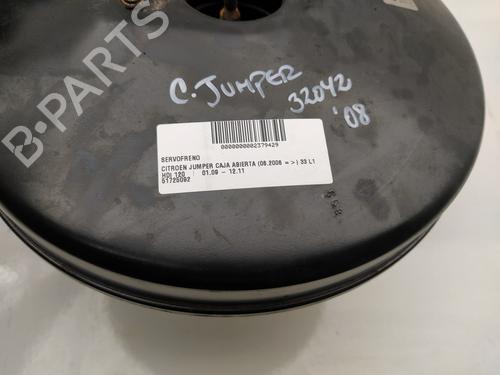 B-PARTS
C. JUMPER
32042
'08
0000000002379429
SERVOFRENO
CITROEN JUMPER CAJA ABIERTA (06.2006 = >) 33 L1
HDI 120 01.09 - 12.11
51725092